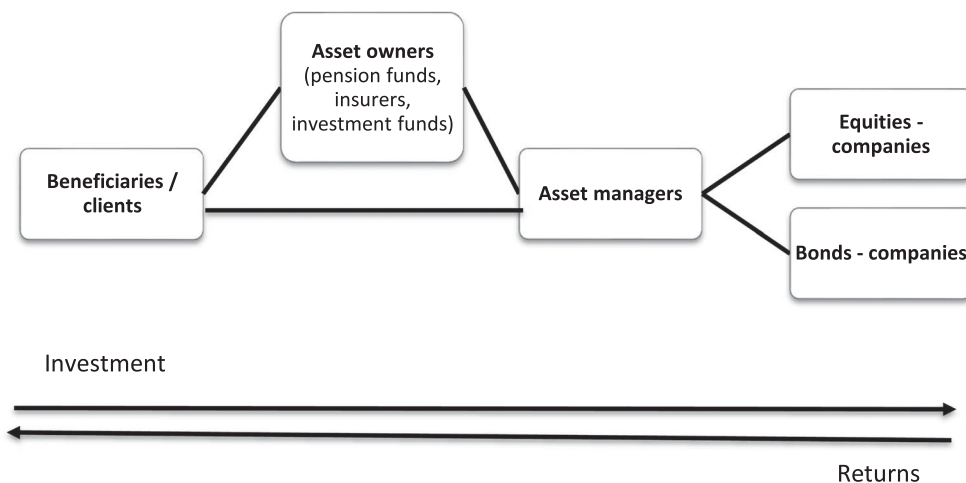 Asset owners
(pension funds,
insurers,
investment funds)
Beneficiaries /
clients
Asset managers
Equities -
companies
Bonds - companies
Investment
Returns